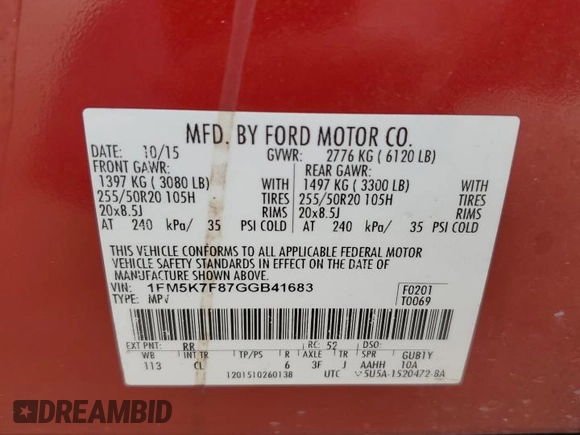 MFD. BY FORD MOTOR CO.
DATE: 10/15 GVWR: 2776 KG ( 6120 LB)
FRONT GAWR: REAR GAWR:
1397 KG ( 3080 LB) WITH 1497 KG ( 3300 LB) WITH
255/50R20 105H TIRES 255/50R20 105H TIRES
20x8.5J RIMS 20x8.5J RIMS
AT 240 kPa/ 35 PSI COLD AT 240 kPa/ 35 PSI COLD
THIS VEHICLE CONFORMS TO ALL APPLICABLE FEDERAL MOTOR
VEHICLE SAFETY STANDARDS IN EFFECT ON THE DATE OF
MANUFACTURE SHOWN ABOVE.
VIN: 1FM5K7F87GGB41683 F0201
TYPE: MPV T0069
EXT PNT: RR RC: 52 DSO:
WB INT TR TP/PS R AXLE TR SPR GUB1Y
113 CL 6 3F J AAHH 10A
1201510260138 UTC 5U5A-1520472-BA
DREAMBID